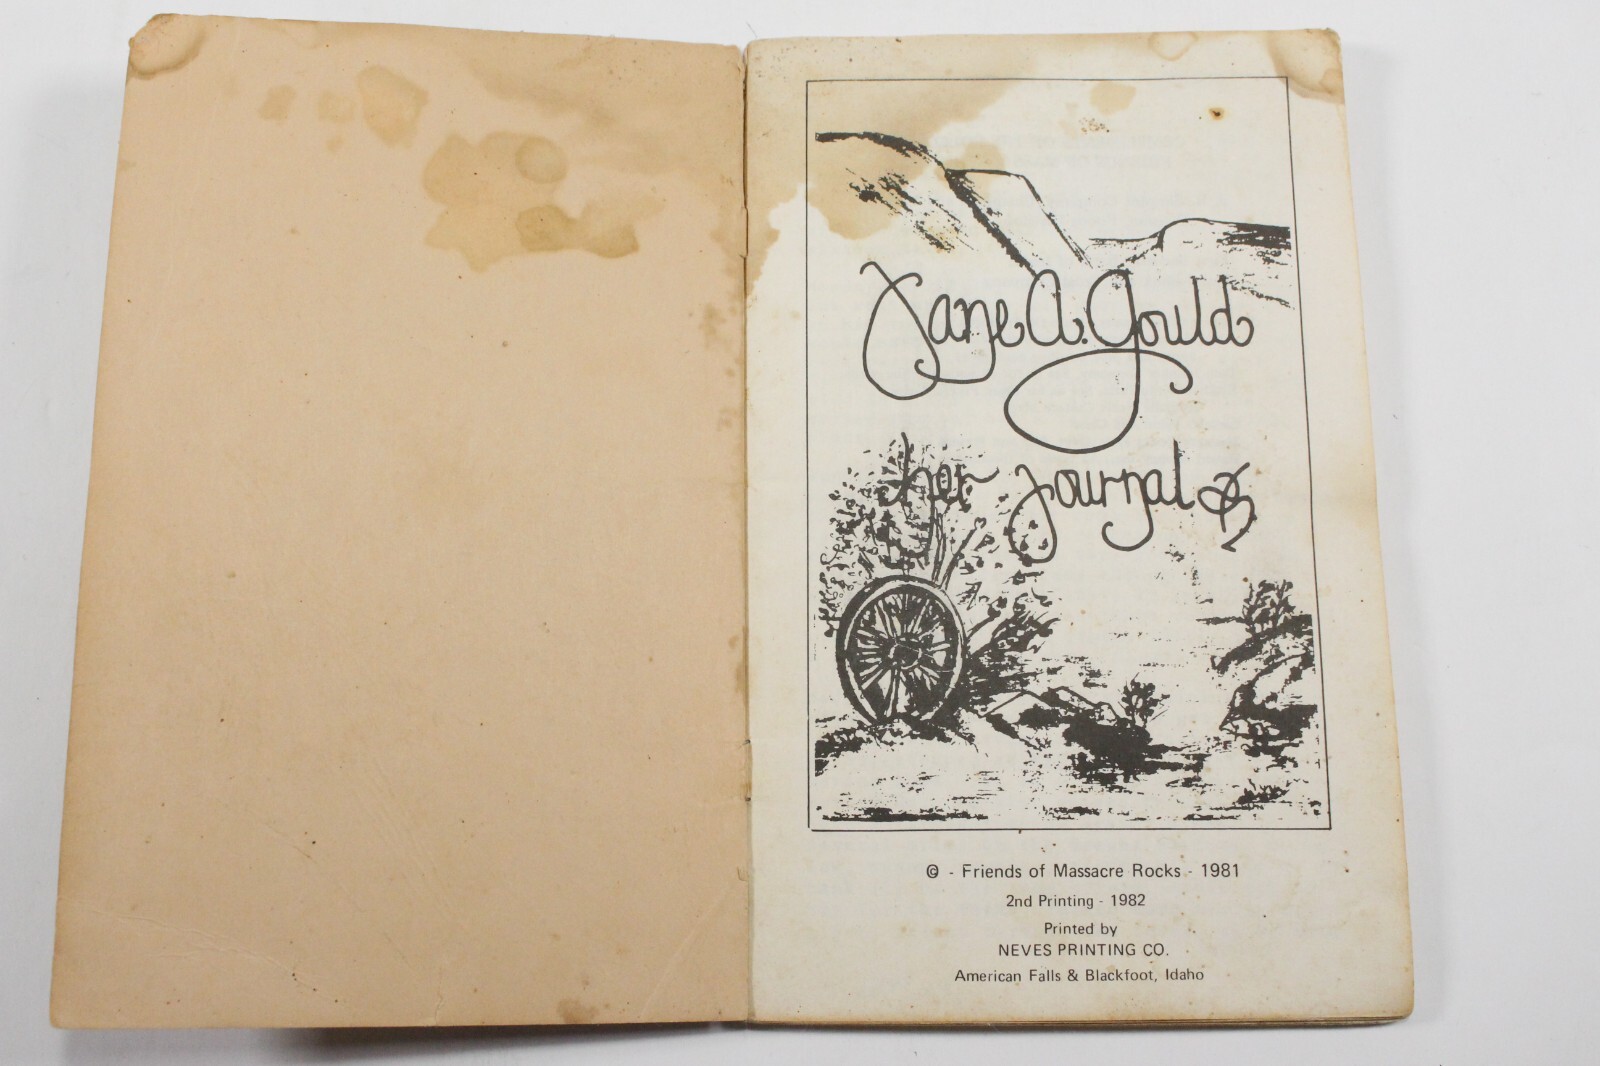 Jane A. Gould
her journal
© - Friends of Massacre Rocks - 1981
2nd Printing - 1982
Printed by
NEVES PRINTING CO.
American Falls & Blackfoot, Idaho